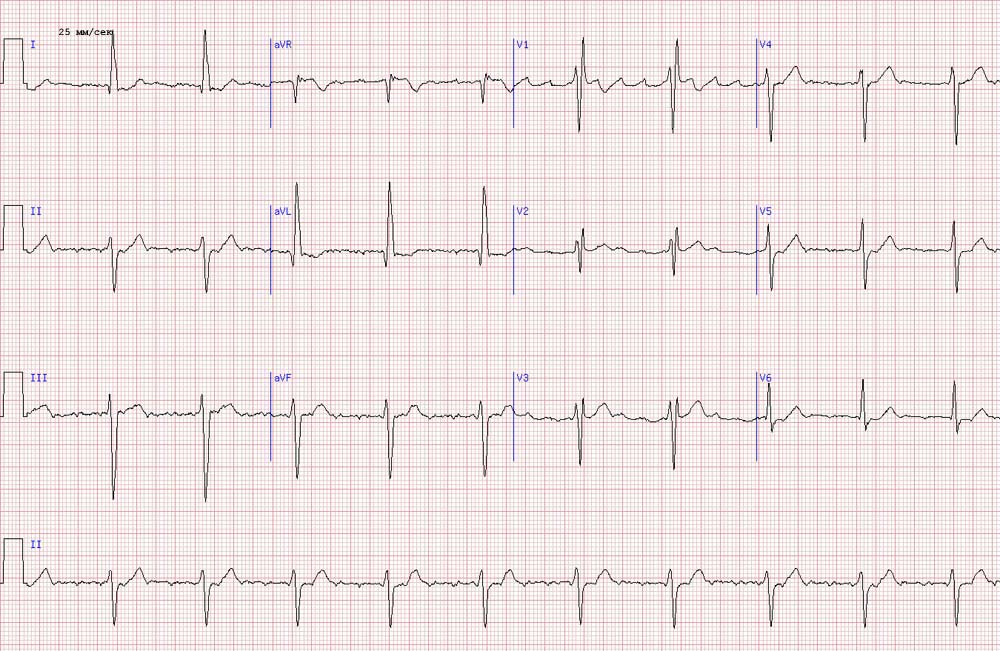 25 мм/сек
I aVR V1 V4
II aVL V2 V5
III aVF V3 V6
II